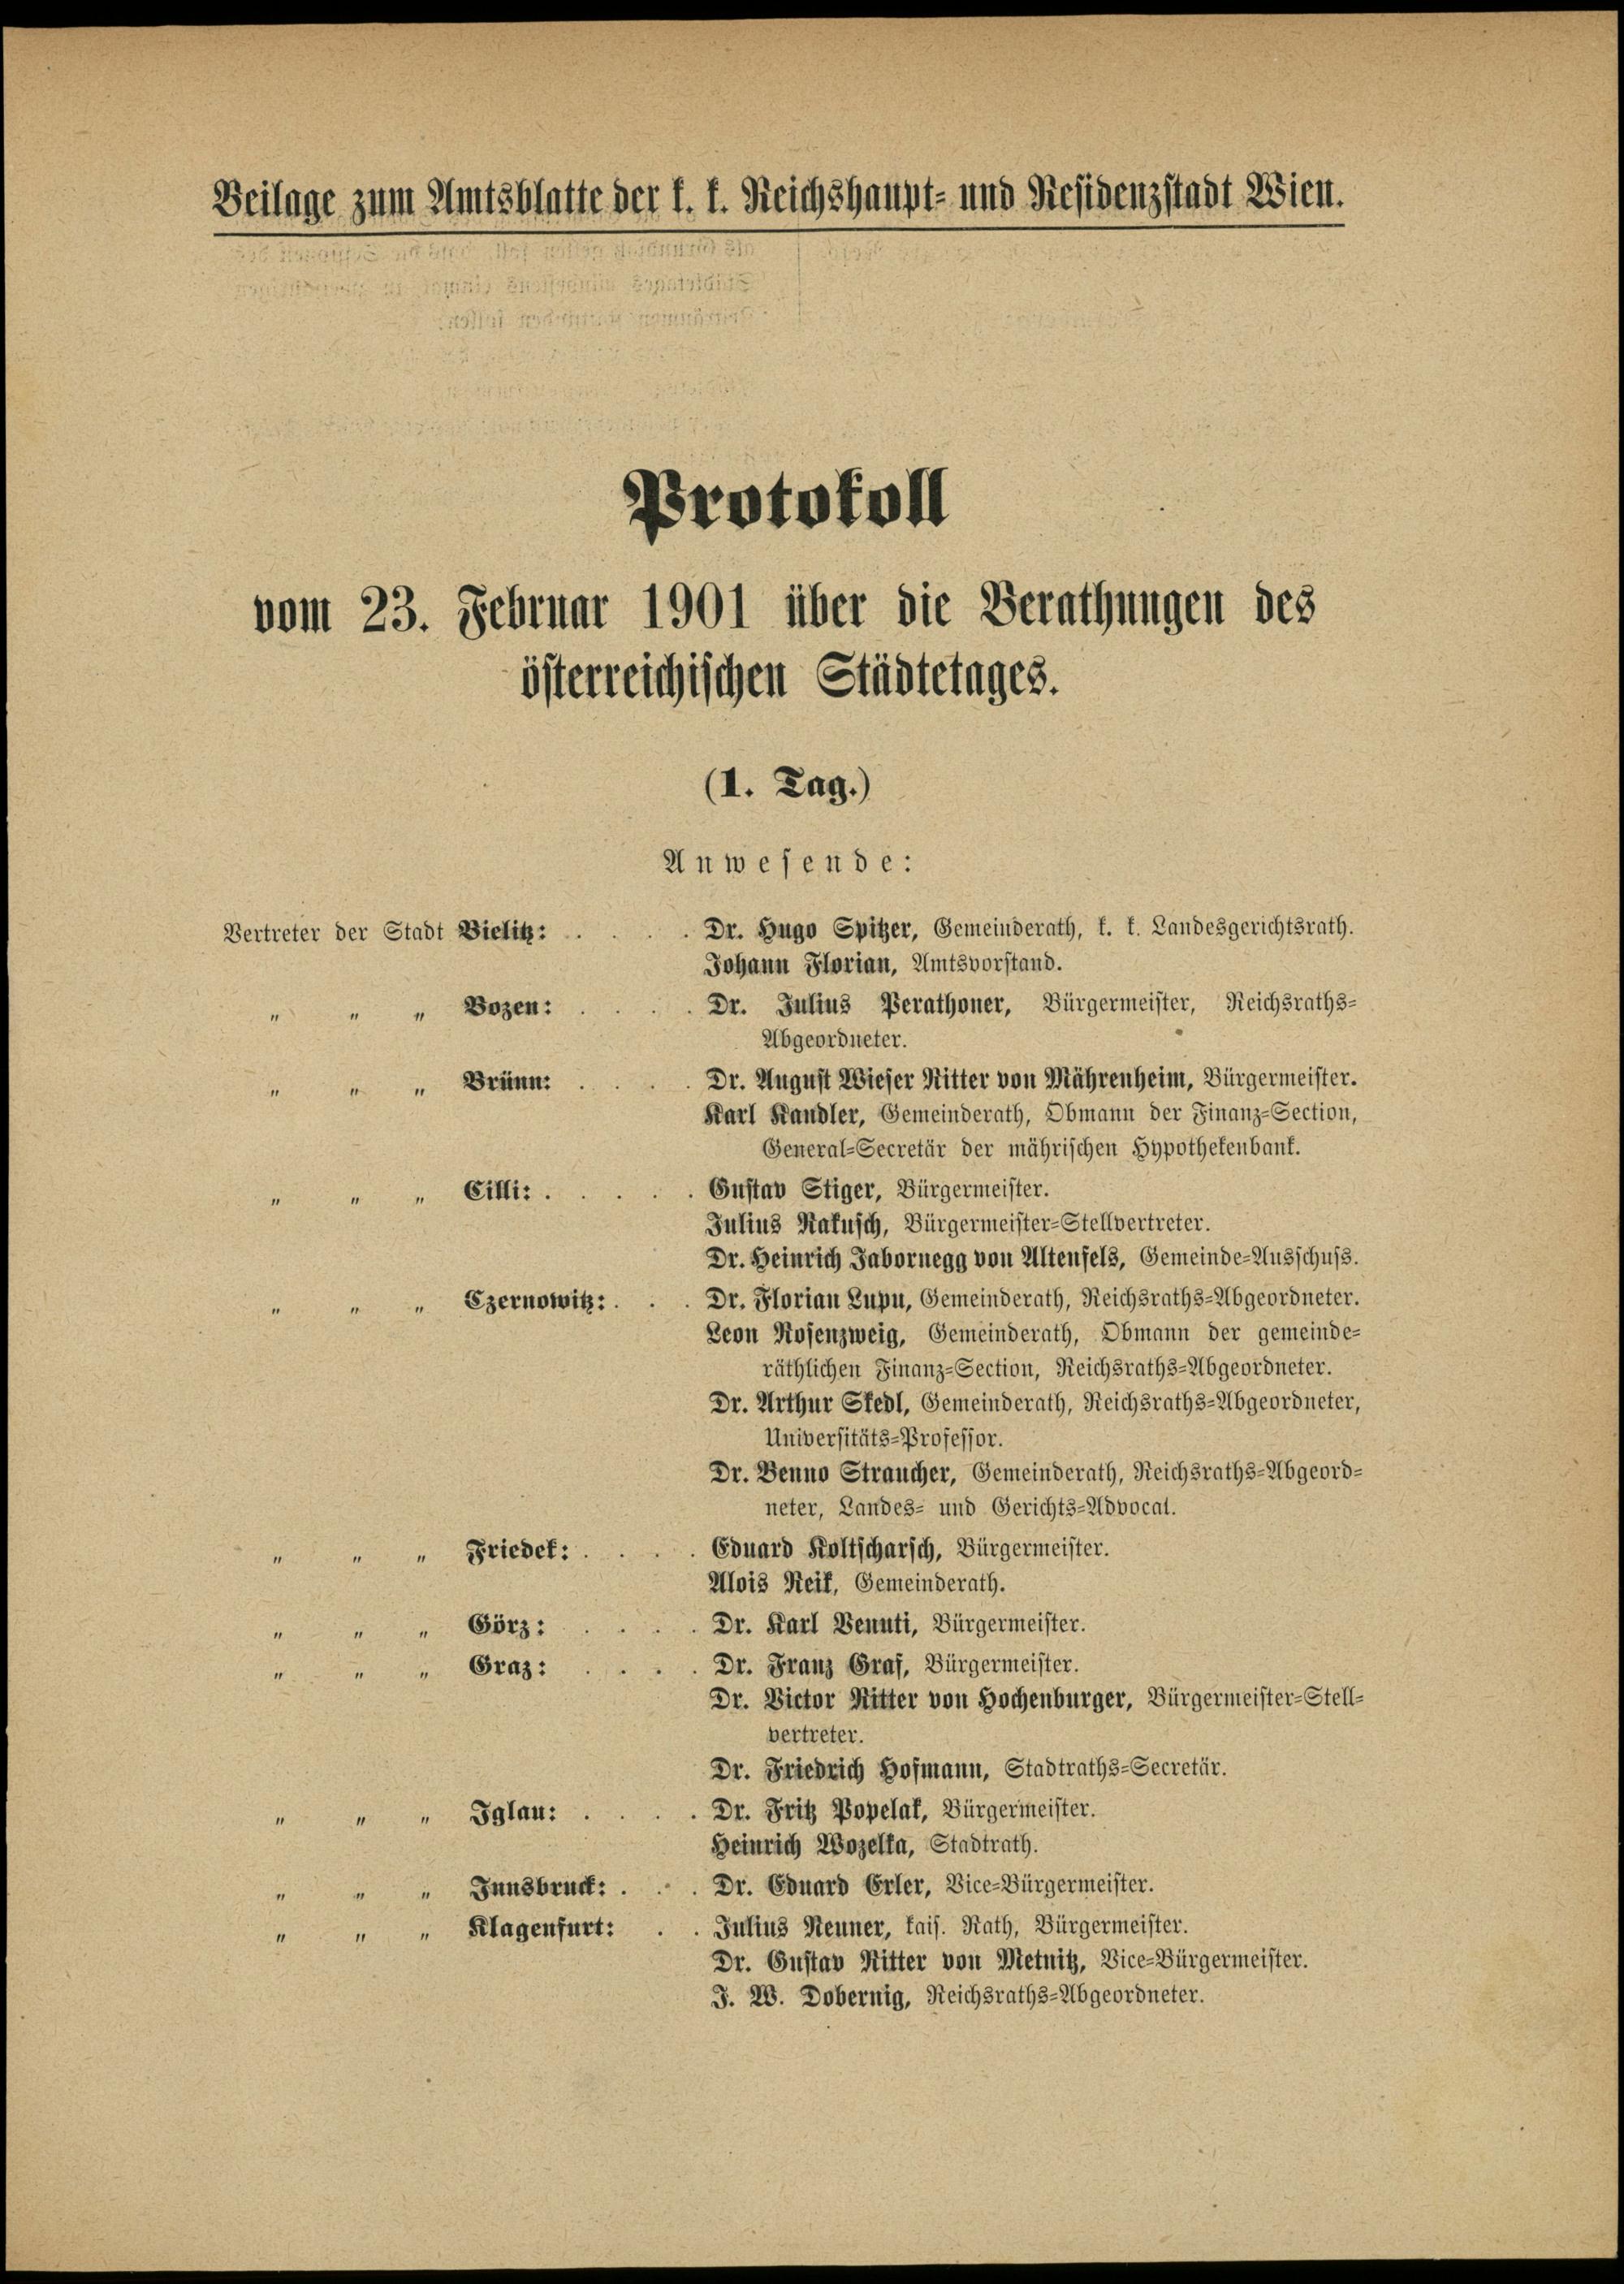 Beilage zum Amtsblatte der k. k. Reichshaupt- und Residenzstadt Wien.
Protokoll
vom 23. Februar 1901 über die Berathungen des
österreichischen Städtetages.
(1. Tag.)
Anwesende:
Vertreter der Stadt Bielitz: . . . . . Dr. Hugo Spitzer, Gemeinderath, k. k. Landesgerichtsrath.
Johann Florian, Amtsvorstand.
" " " Bozen: . . . . . Dr. Julius Perathoner, Bürgermeister, Reichsraths-
Abgeordneter.
" " " Brünn: . . . . . Dr. August Wieser Ritter von Mährenheim, Bürgermeister.
Karl Kandler, Gemeinderath, Obmann der Finanz-Section,
General-Secretär der mährischen Hypothekenbank.
" " " Cilli: . . . . . Gustav Stiger, Bürgermeister.
Julius Rakusch, Bürgermeister-Stellvertreter.
Dr. Heinrich Jabornegg von Altenfels, Gemeinde-Ausschuss.
" " " Czernowitz: . . . Dr. Florian Lupu, Gemeinderath, Reichsraths-Abgeordneter.
Leon Rosenzweig, Gemeinderath, Obmann der gemeinde-
räthlichen Finanz-Section, Reichsraths-Abgeordneter.
Dr. Arthur Skedl, Gemeinderath, Reichsraths-Abgeordneter,
Universitäts-Professor.
Dr. Benno Straucher, Gemeinderath, Reichsraths-Abgeord-
neter, Landes- und Gerichts-Advocat.
" " " Friedek: . . . . Eduard Koltscharsch, Bürgermeister.
Alois Reik, Gemeinderath.
" " " Görz: . . . . . Dr. Karl Venuti, Bürgermeister.
" " " Graz: . . . . . Dr. Franz Graf, Bürgermeister.
Dr. Victor Ritter von Hochenburger, Bürgermeister-Stell-
vertreter.
Dr. Friedrich Hofmann, Stadtraths-Secretär.
" " " Iglau: . . . . . Dr. Fritz Popelak, Bürgermeister.
Heinrich Wozelka, Stadtrath.
" " " Innsbruck: . . . Dr. Eduard Erler, Vice-Bürgermeister.
" " " Klagenfurt: . . Julius Neuner, kais. Rath, Bürgermeister.
Dr. Gustav Ritter von Metnitz, Vice-Bürgermeister.
J. W. Dobernig, Reichsraths-Abgeordneter.